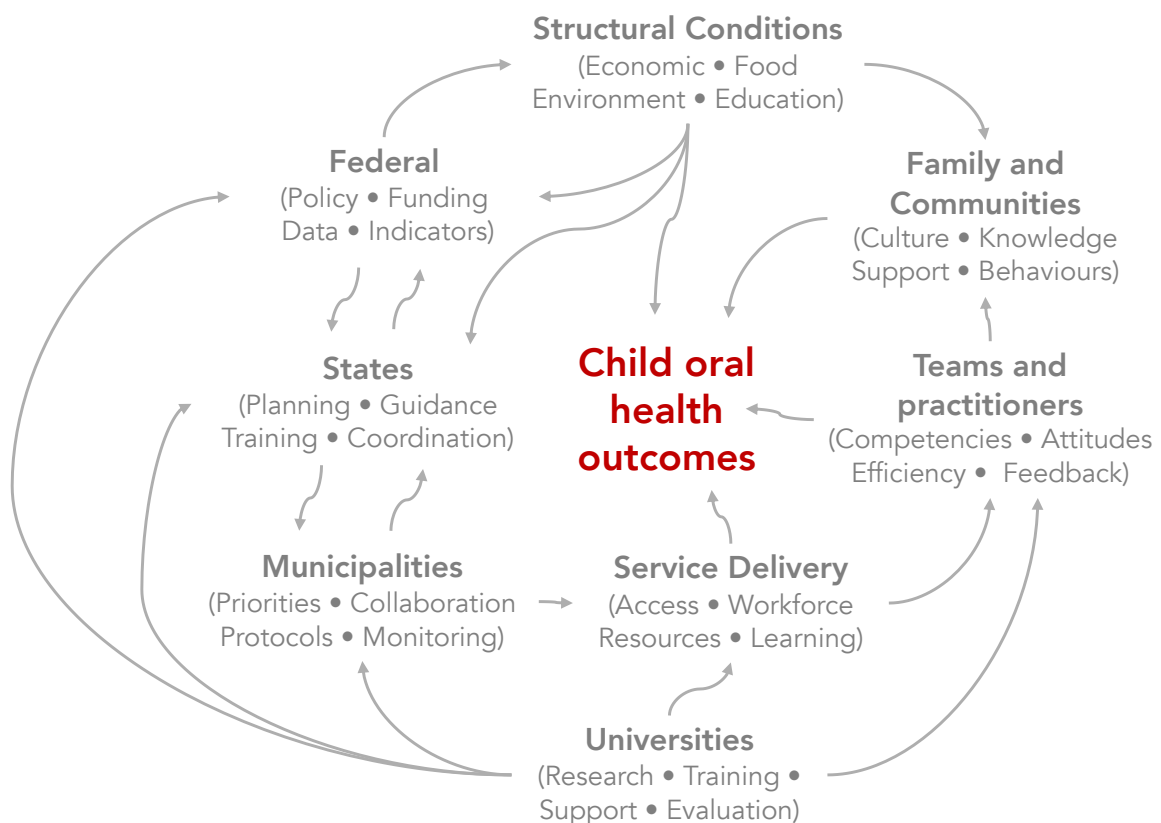 Structural Conditions
(Economic • Food
Environment • Education)
Federal
(Policy • Funding
Data • Indicators)
Family and
Communities
(Culture • Knowledge
Support • Behaviours)
States
(Planning • Guidance
Training • Coordination)
Child oral
health
outcomes
Teams and
practitioners
(Competencies • Attitudes
Efficiency • Feedback)
Municipalities
(Priorities • Collaboration
Protocols • Monitoring)
Service Delivery
(Access • Workforce
Resources • Learning)
Universities
(Research • Training •
Support • Evaluation)